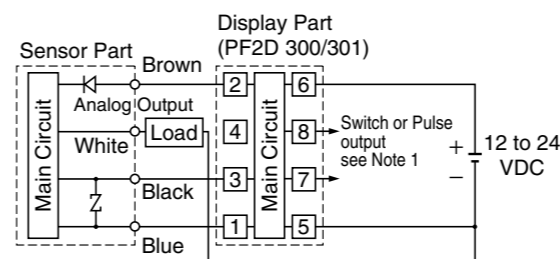 Display Part
(PF2D 300/301)
Sensor Part
Brown
2
6
Main Circuit
Analog Output
White
Load
4
Main Circuit
8
Switch or Pulse
output
see Note 1
+
12 to 24
VDC
−
Z
Black
3
7
Blue
1
5